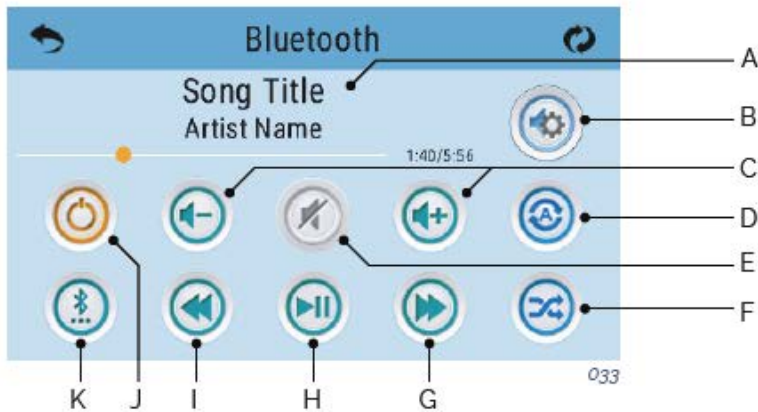 Bluetooth
A
Song Title
B
Artist Name
1:40/5:56
C
A
D
E
F
033
K
J
I
H
G